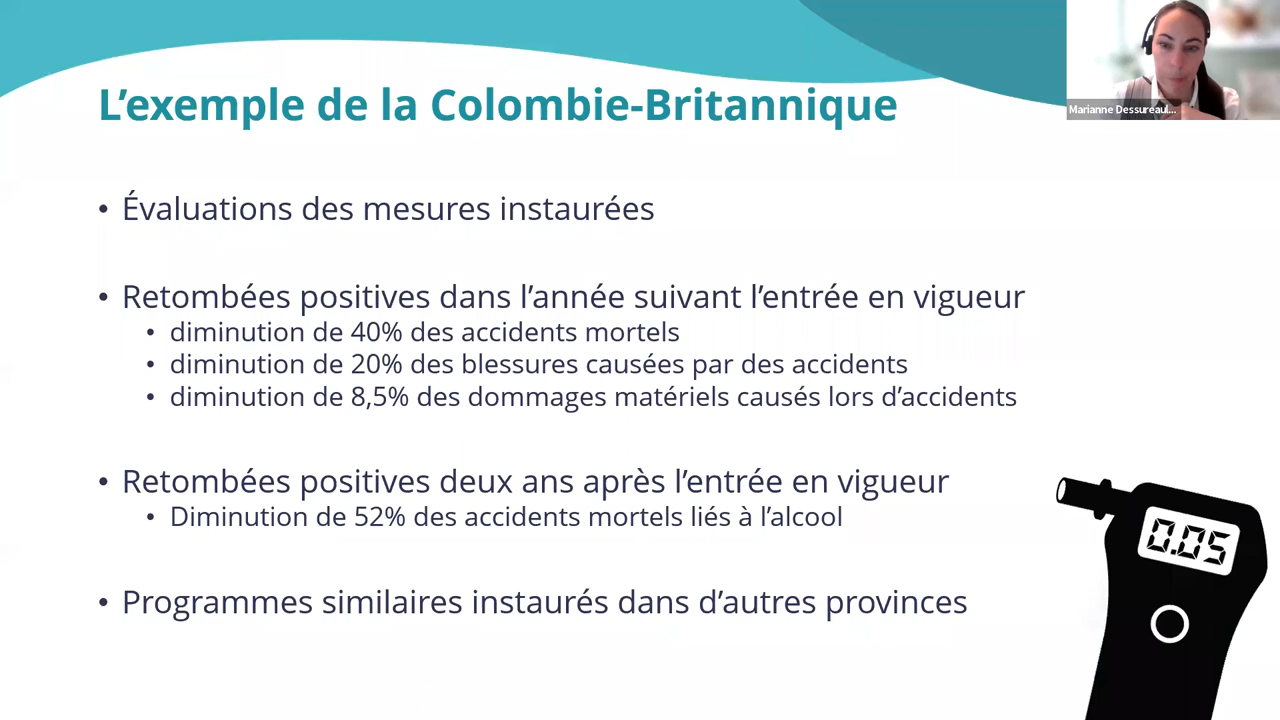 L’exemple de la Colombie-Britannique
Marianne Dessureaul...
• Évaluations des mesures instaurées
• Retombées positives dans l’année suivant l’entrée en vigueur
• diminution de 40% des accidents mortels
• diminution de 20% des blessures causées par des accidents
• diminution de 8,5% des dommages matériels causés lors d’accidents
• Retombées positives deux ans après l’entrée en vigueur
• Diminution de 52% des accidents mortels liés à l’alcool
0.05
• Programmes similaires instaurés dans d’autres provinces